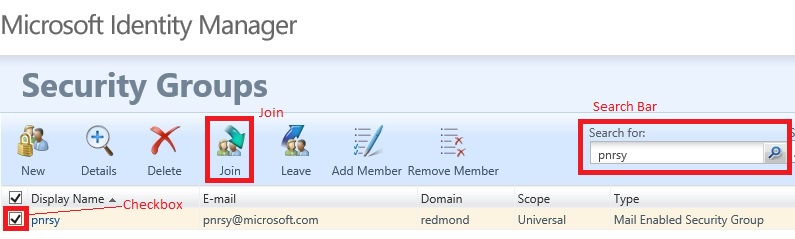 Microsoft Identity Manager
Security Groups
Join
Search Bar
New
Details
Delete
Join
Leave
Add Member
Remove Member
Search for:
pnrsy
Display Name
E-mail
Domain
Scope
Type
Checkbox
pnrsy
pnrsy@microsoft.com
redmond
Universal
Mail Enabled Security Group